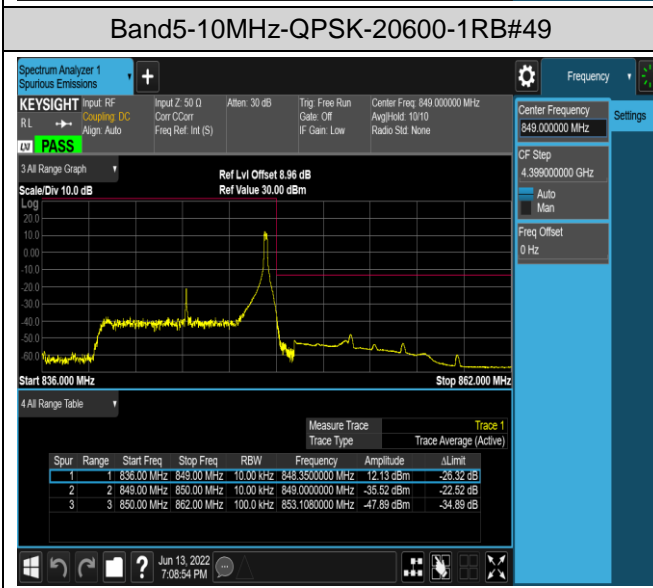 Band5-10MHz-QPSK-20600-1RB#49
Spectrum Analyzer 1
Spurious Emissions
+
Frequency
KEYSIGHT
Input: RF
Input Z: 50 Ω
Atten: 30 dB
Trig: Free Run
Center Freq: 849.000000 MHz
RL
Coupling: DC
Corr CCorr
Gate: Off
Avg|Hold: 10/10
Align: Auto
Freq Ref: Int (S)
IF Gain: Low
Radio Std: None
LXI PASS
Center Frequency
849.000000 MHz
Settings
CF Step
4.399000000 GHz
Auto
Man
Freq Offset
0 Hz
3 All Range Graph
Ref Lvl Offset 8.96 dB
Scale/Div 10.0 dB
Ref Value 30.00 dBm
Log
20.0
10.0
0.00
-10.0
-20.0
-30.0
-40.0
-50.0
-60.0
Start 836.000 MHz
Stop 862.000 MHz
4 All Range Table
Measure Trace Trace 1
Trace Type Trace Average (Active)
Spur Range Start Freq Stop Freq RBW Frequency Amplitude ΔLimit
1 1 836.00 MHz 849.00 MHz 10.00 kHz 848.3500000 MHz 12.13 dBm -26.32 dB
2 2 849.00 MHz 850.00 MHz 10.00 kHz 849.0000000 MHz -35.52 dBm -22.52 dB
3 3 850.00 MHz 862.00 MHz 100.0 kHz 853.1080000 MHz -47.89 dBm -34.89 dB
?
Jun 13, 2022
7:08:54 PM